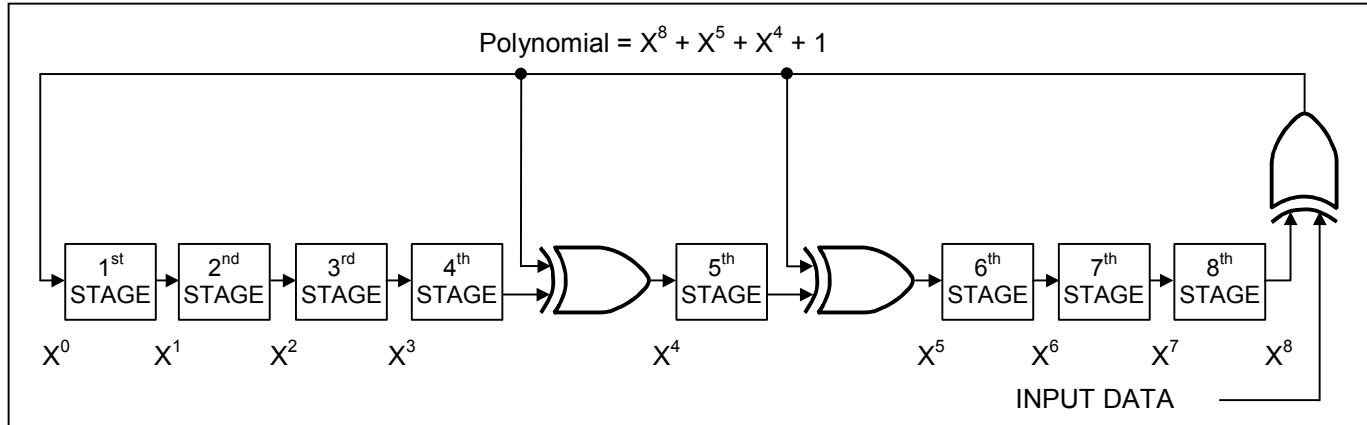 Polynomial = X⁸ + X⁵ + X⁴ + 1
1st STAGE
2nd STAGE
3rd STAGE
4th STAGE
5th STAGE
6th STAGE
7th STAGE
8th STAGE
X⁰ X¹ X² X³ X⁴ X⁵ X⁶ X⁷ X⁸
INPUT DATA